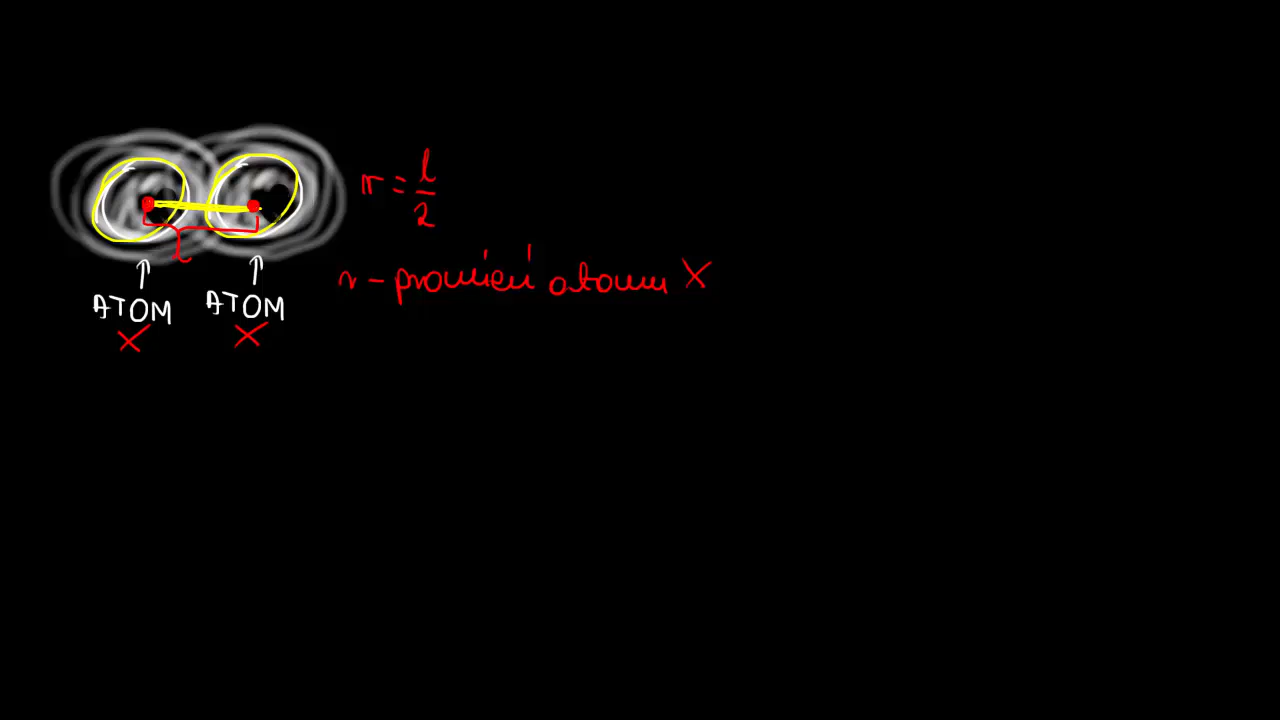 r = l/2
l
r – promień atomu X
ATOM ATOM
X X